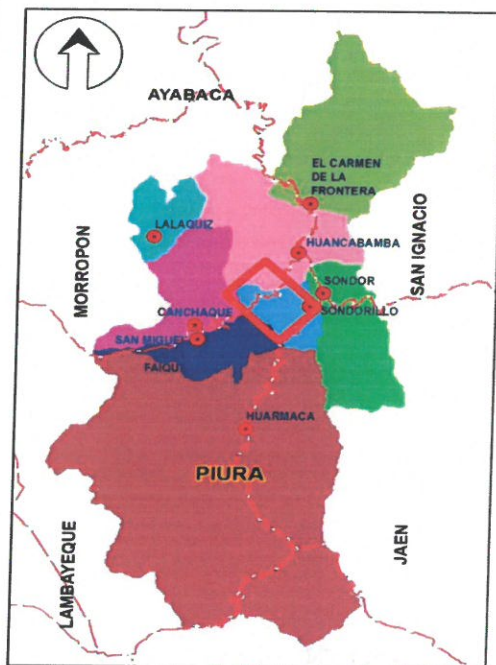 AYABACA
EL CARMEN
DE LA
FRONTERA
LALAQUIZ
HUANCABAMBA
SAN IGNACIO
MORROPON
SONDOR
SONDORILLO
CANCHAQUE
SAN MIGUEL
FAIQUE
HUARMACA
PIURA
LAMBAYEQUE
JAEN